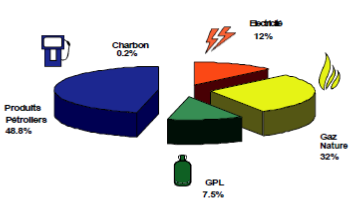 Charbon
0.2%
Electricité
12%
Produits
Pétroliers
48.8%
Gaz
Nature
32%
GPL
7.5%